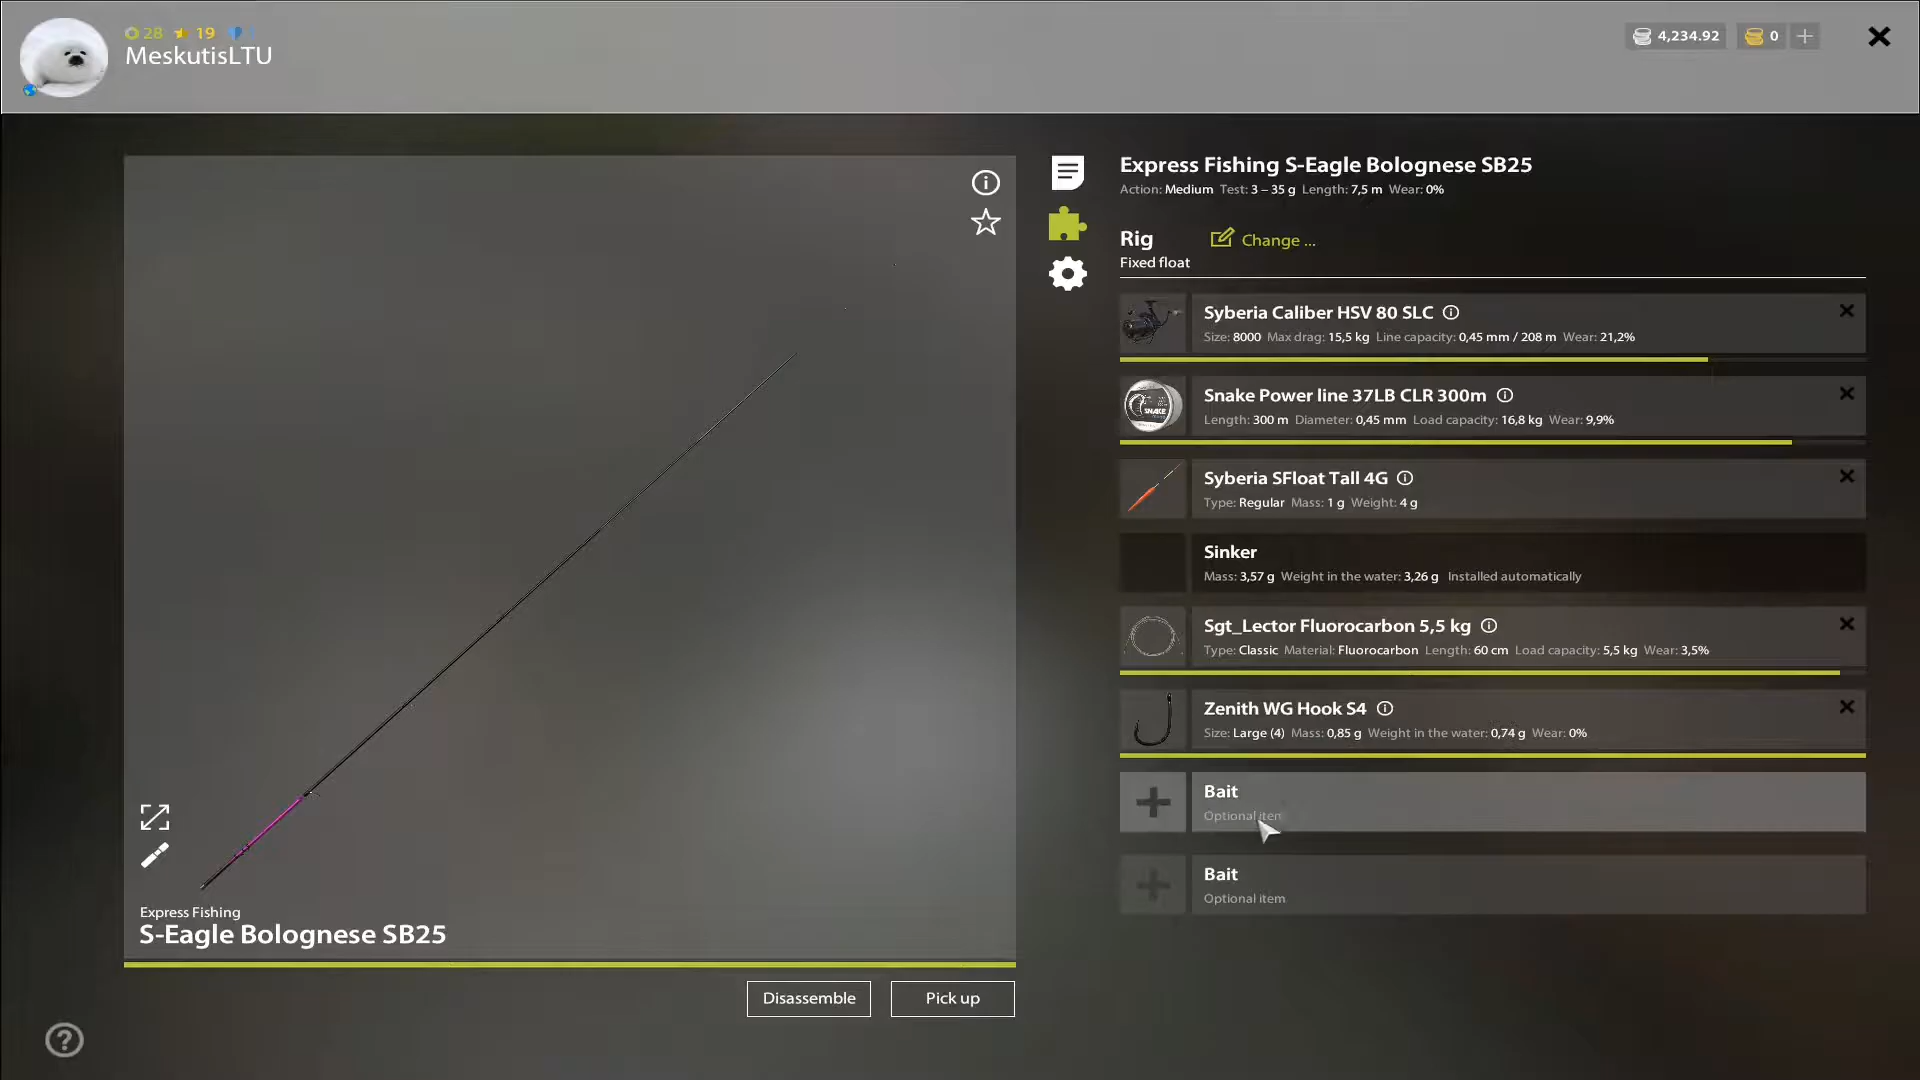 28 19
MeskutisLTU
4,234.92 0
Express Fishing S-Eagle Bolognese SB25
Action: Medium Test: 3 – 35 g Length: 7,5 m Wear: 0%
Rig Change ...
Fixed float
Syberia Caliber HSV 80 SLC
Size: 8000 Max drag: 15,5 kg Line capacity: 0,45 mm / 208 m Wear: 21,2%
SNAKE
Snake Power line 37LB CLR 300m
Length: 300 m Diameter: 0,45 mm Load capacity: 16,8 kg Wear: 9,9%
Syberia SFloat Tall 4G
Type: Regular Mass: 1 g Weight: 4 g
Sinker
Mass: 3,57 g Weight in the water: 3,26 g Installed automatically
Sgt_Lector Fluorocarbon 5,5 kg
Type: Classic Material: Fluorocarbon Length: 60 cm Load capacity: 5,5 kg Wear: 3,5%
Zenith WG Hook S4
Size: Large (4) Mass: 0,85 g Weight in the water: 0,74 g Wear: 0%
Bait
Optional item
Bait
Optional item
Express Fishing
S-Eagle Bolognese SB25
Disassemble Pick up